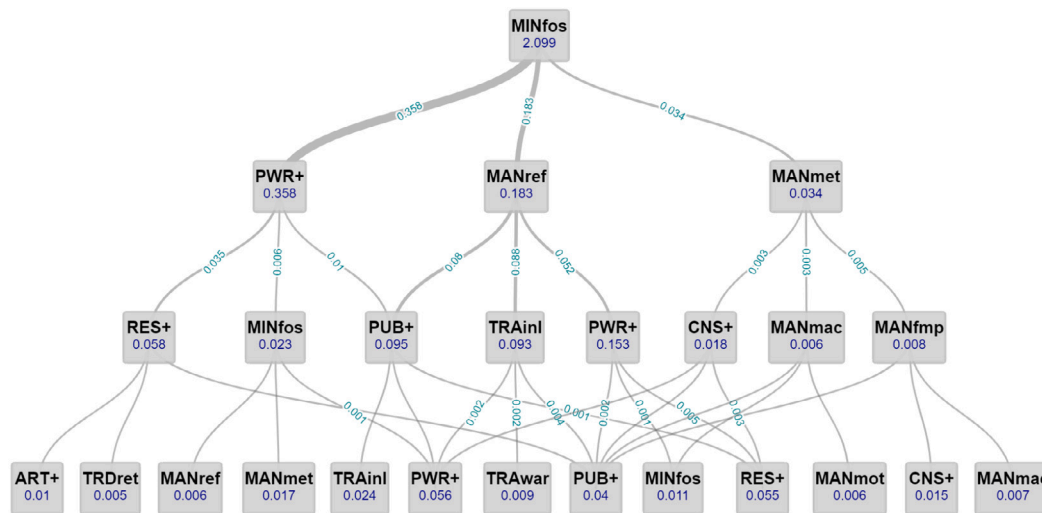 MINfos
2.099
0.358
0.183
0.034
PWR+
0.358
MANref
0.183
MANmet
0.034
0.035
0.006
0.01
0.08
0.088
0.052
0.003
0.003
0.005
RES+
0.058
MINfos
0.023
PUB+
0.095
TRAinl
0.093
PWR+
0.153
CNS+
0.018
MANmac
0.006
MANfmp
0.008
0.001
0.002
0.002
0.004
0.001
0.001
0.005
0.003
ART+
0.01
TRDret
0.005
MANref
0.006
MANmet
0.017
TRAinl
0.024
PWR+
0.056
TRAwar
0.009
PUB+
0.04
MINfos
0.011
RES+
0.055
MANmot
0.006
CNS+
0.015
MANmac
0.007